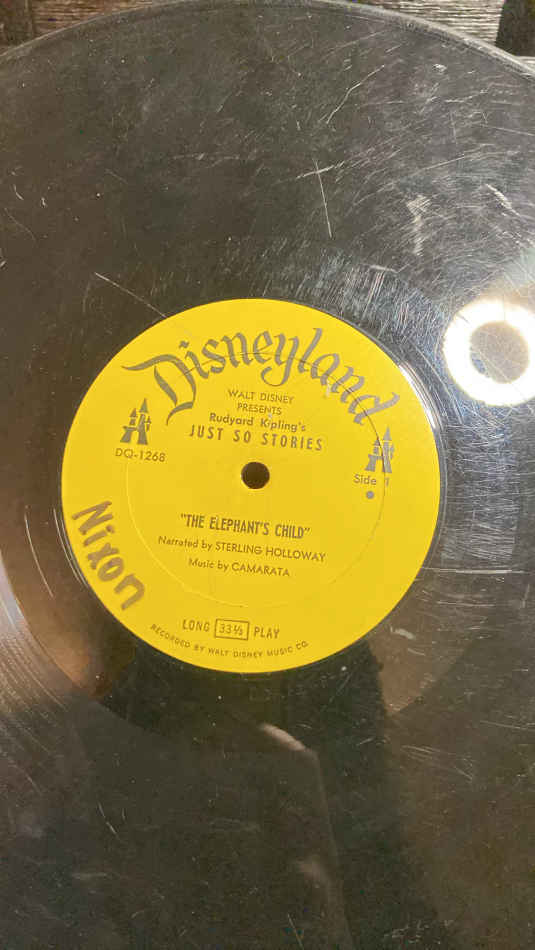 Disneyland
WALT DISNEY
PRESENTS
Rudyard Kipling's
JUST SO STORIES
DQ-1268
Side 1
"THE ELEPHANT'S CHILD"
Narrated by STERLING HOLLOWAY
Music by CAMARATA
Nixon
LONG 33⅓ PLAY
RECORDED BY WALT DISNEY MUSIC CO.